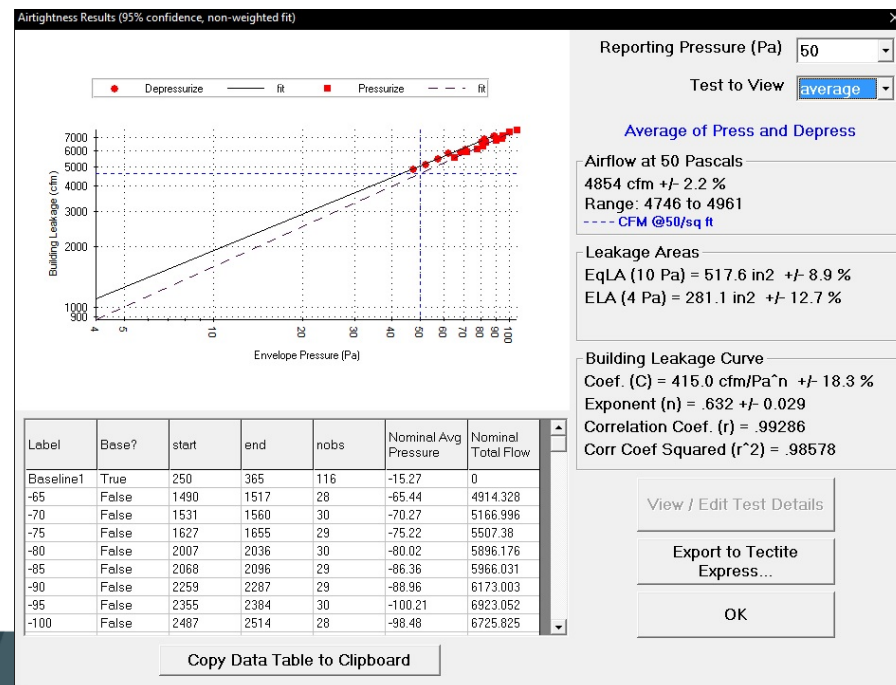 Airtightness Results (95% confidence, non-weighted fit)
Reporting Pressure (Pa) 50
Test to View average
Depressurize fit Pressurize fit
Average of Press and Depress
Building Leakage (cfm)
7000
6000
5000
4000
3000
2000
1000
900
4 5 10 20 30 40 50 60 70 80 90 100
Envelope Pressure (Pa)
Airflow at 50 Pascals
4854 cfm +/- 2.2 %
Range: 4746 to 4961
---- CFM @50/sq ft
Leakage Areas
EqLA (10 Pa) = 517.6 in2 +/- 8.9 %
ELA (4 Pa) = 281.1 in2 +/- 12.7 %
Building Leakage Curve
Coef. (C) = 415.0 cfm/Pa^n +/- 18.3 %
Exponent (n) = .632 +/- 0.029
Correlation Coef. (r) = .99286
Corr Coef Squared (r^2) = .98578
Label Base? start end nobs Nominal Avg Pressure Nominal Total Flow
Baseline1 True 250 365 116 -15.27 0
-65 False 1490 1517 28 -65.44 4914.328
-70 False 1531 1560 30 -70.27 5166.996
-75 False 1627 1655 29 -75.22 5507.38
-80 False 2007 2036 30 -80.02 5896.176
-85 False 2068 2096 29 -86.36 5966.031
-90 False 2259 2287 29 -88.96 6173.003
-95 False 2355 2384 30 -100.21 6923.052
-100 False 2487 2514 28 -98.48 6725.825
View / Edit Test Details
Export to Tectite
Express...
OK
Copy Data Table to Clipboard